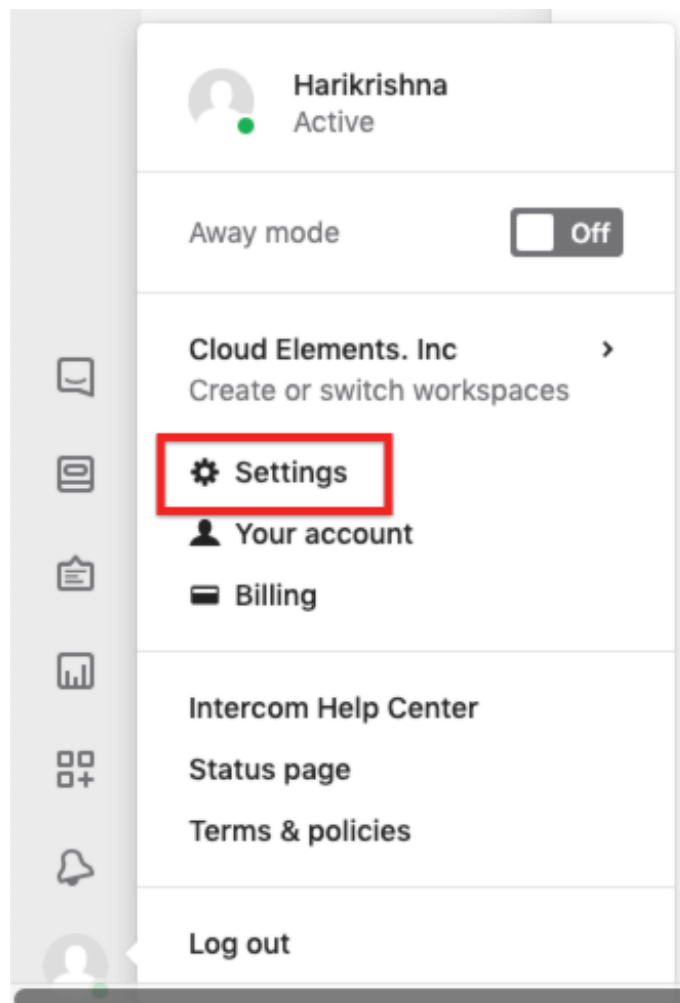 Harikrishna
Active
Away mode
Off
Cloud Elements. Inc
Create or switch workspaces
Settings
Your account
Billing
Intercom Help Center
Status page
Terms & policies
Log out